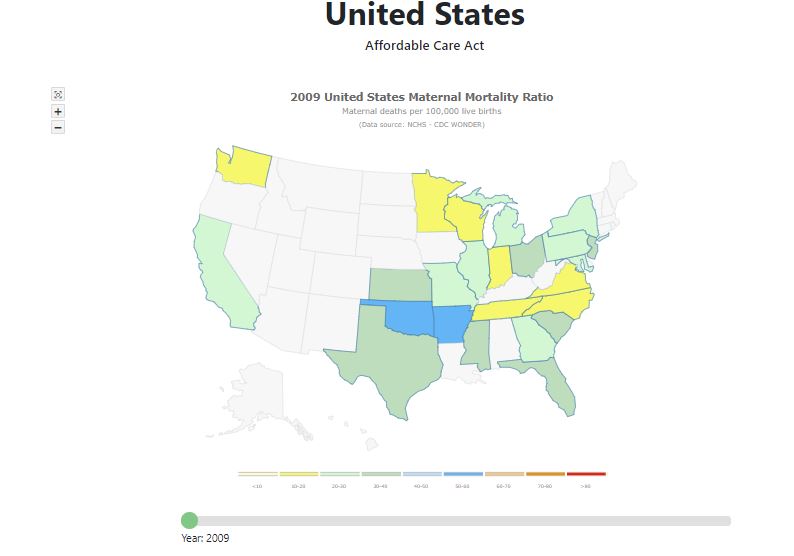 United States
Affordable Care Act
2009 United States Maternal Mortality Ratio
Maternal deaths per 100,000 live births
(Data source: NCHS - CDC WONDER)
+
−
<10 10-20 20-30 30-40 40-50 50-60 60-70 70-80 >80
Year: 2009